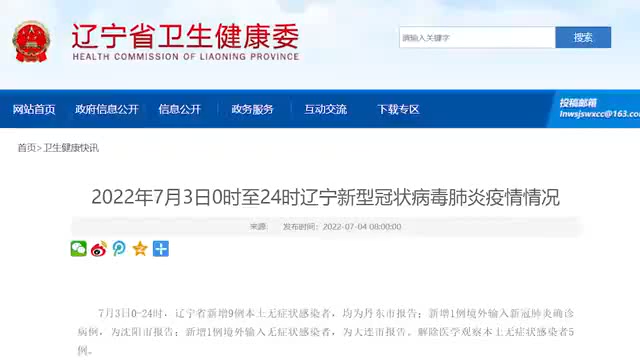 辽宁省卫生健康委
HEALTH COMMISSION OF LIAONING PROVINCE
请输入关键字
搜索
网站首页 政府信息公开 信息公开 政务服务 互动交流 下载专区
投稿邮箱
lnwsjswxcc@163.co
首页>卫生健康快讯
2022年7月3日0时至24时辽宁新型冠状病毒肺炎疫情情况
来源: 发布时间:2022-07-04 08:00:00
7月3日0-24时，辽宁省新增9例本土无症状感染者，均为丹东市报告；新增1例境外输入新冠肺炎确诊
病例，为沈阳市报告；新增1例境外输入无症状感染者，为大连市报告。解除医学观察本土无症状感染者5
例。